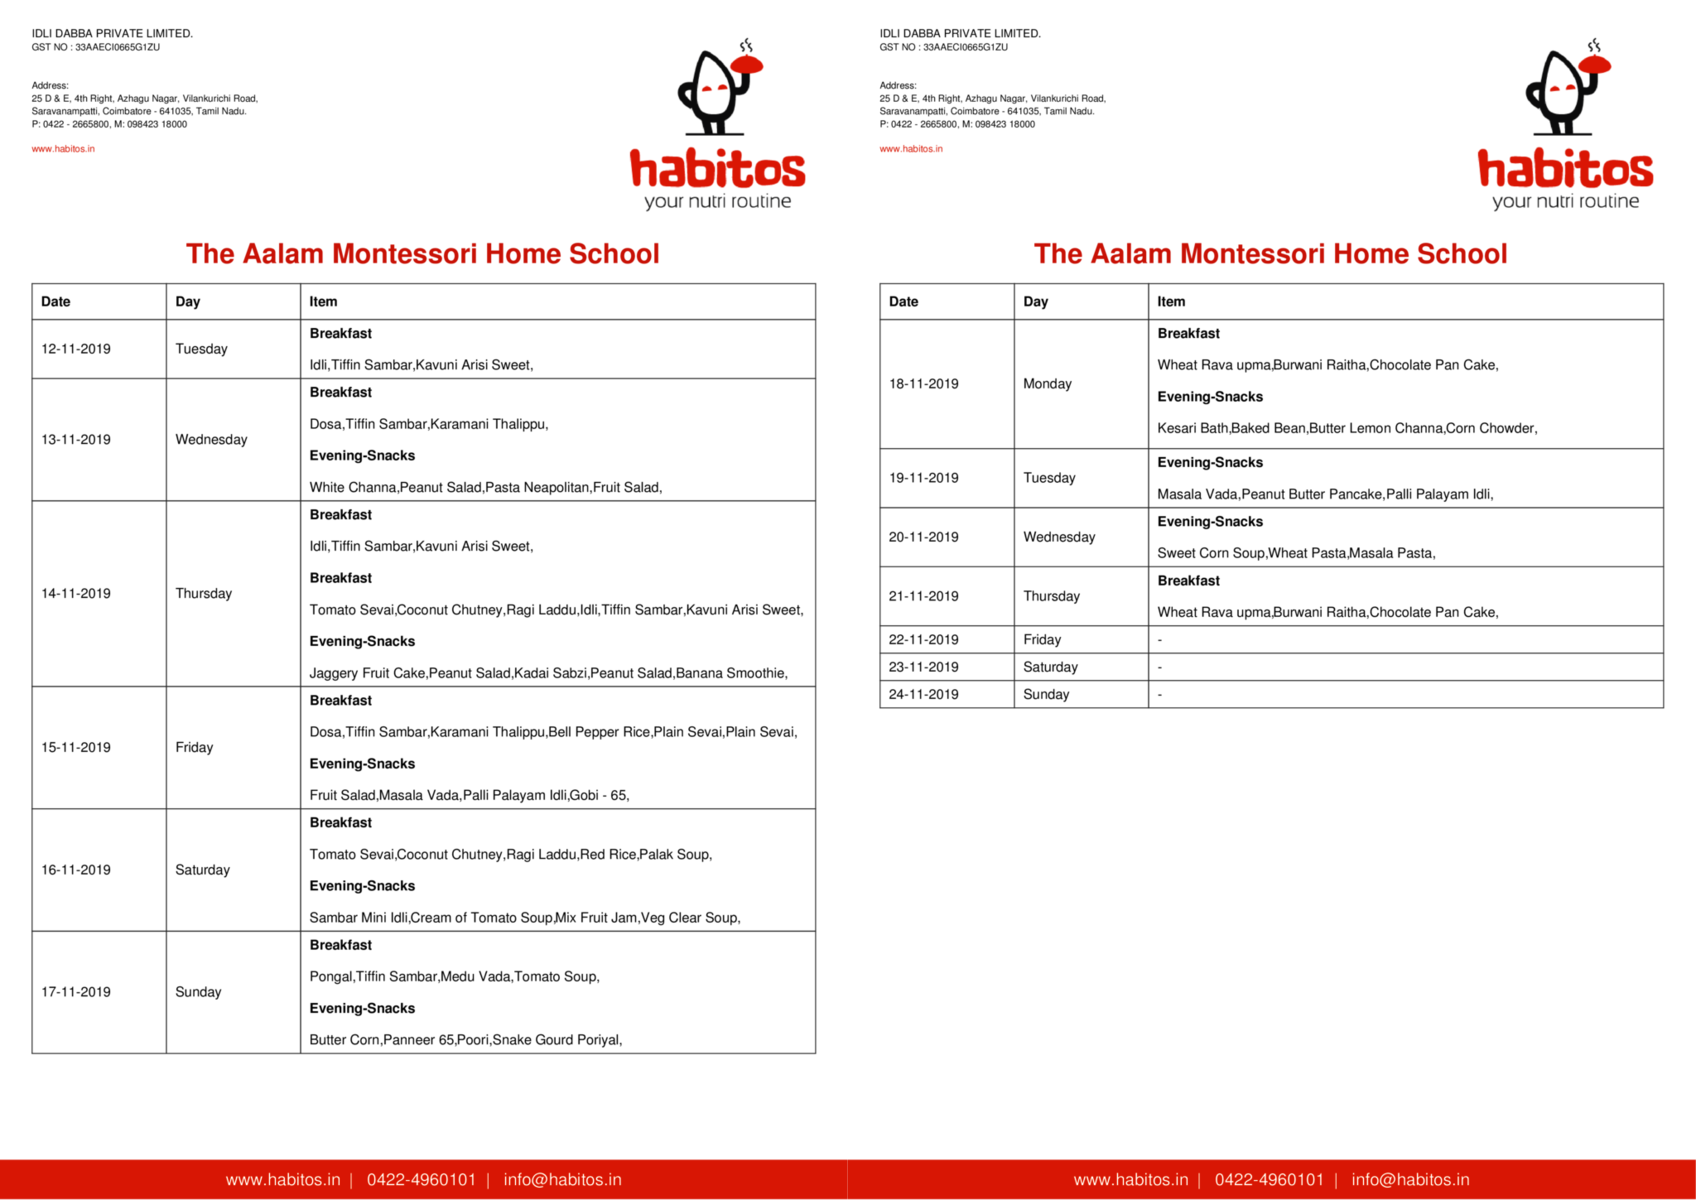 IDLI DABBA PRIVATE LIMITED.
GST NO : 33AAECI0665G1ZU
Address:
25 D & E, 4th Right, Azhagu Nagar, Vilankurichi Road,
Saravanampatti, Coimbatore - 641035, Tamil Nadu.
P: 0422 - 2665800, M: 098423 18000
www.habitos.in
habitos
your nutri routine
The Aalam Montessori Home School
Date Day Item
12-11-2019 Tuesday
Breakfast
Idli,Tiffin Sambar,Kavuni Arisi Sweet,
13-11-2019 Wednesday
Breakfast
Dosa,Tiffin Sambar,Karamani Thalippu,
Evening-Snacks
White Channa,Peanut Salad,Pasta Neapolitan,Fruit Salad,
14-11-2019 Thursday
Breakfast
Idli,Tiffin Sambar,Kavuni Arisi Sweet,
Breakfast
Tomato Sevai,Coconut Chutney,Ragi Laddu,Idli,Tiffin Sambar,Kavuni Arisi Sweet,
Evening-Snacks
Jaggery Fruit Cake,Peanut Salad,Kadai Sabzi,Peanut Salad,Banana Smoothie,
15-11-2019 Friday
Breakfast
Dosa,Tiffin Sambar,Karamani Thalippu,Bell Pepper Rice,Plain Sevai,Plain Sevai,
Evening-Snacks
Fruit Salad,Masala Vada,Palli Palayam Idli,Gobi - 65,
16-11-2019 Saturday
Breakfast
Tomato Sevai,Coconut Chutney,Ragi Laddu,Red Rice,Palak Soup,
Evening-Snacks
Sambar Mini Idli,Cream of Tomato Soup,Mix Fruit Jam,Veg Clear Soup,
17-11-2019 Sunday
Breakfast
Pongal,Tiffin Sambar,Medu Vada,Tomato Soup,
Evening-Snacks
Butter Corn,Panneer 65,Poori,Snake Gourd Poriyal,
www.habitos.in | 0422-4960101 | info@habitos.in
IDLI DABBA PRIVATE LIMITED.
GST NO : 33AAECI0665G1ZU
Address:
25 D & E, 4th Right, Azhagu Nagar, Vilankurichi Road,
Saravanampatti, Coimbatore - 641035, Tamil Nadu.
P: 0422 - 2665800, M: 098423 18000
www.habitos.in
habitos
your nutri routine
The Aalam Montessori Home School
Date Day Item
18-11-2019 Monday
Breakfast
Wheat Rava upma,Burwani Raitha,Chocolate Pan Cake,
Evening-Snacks
Kesari Bath,Baked Bean,Butter Lemon Channa,Corn Chowder,
19-11-2019 Tuesday
Evening-Snacks
Masala Vada,Peanut Butter Pancake,Palli Palayam Idli,
20-11-2019 Wednesday
Evening-Snacks
Sweet Corn Soup,Wheat Pasta,Masala Pasta,
21-11-2019 Thursday
Breakfast
Wheat Rava upma,Burwani Raitha,Chocolate Pan Cake,
22-11-2019 Friday -
23-11-2019 Saturday -
24-11-2019 Sunday -
www.habitos.in | 0422-4960101 | info@habitos.in